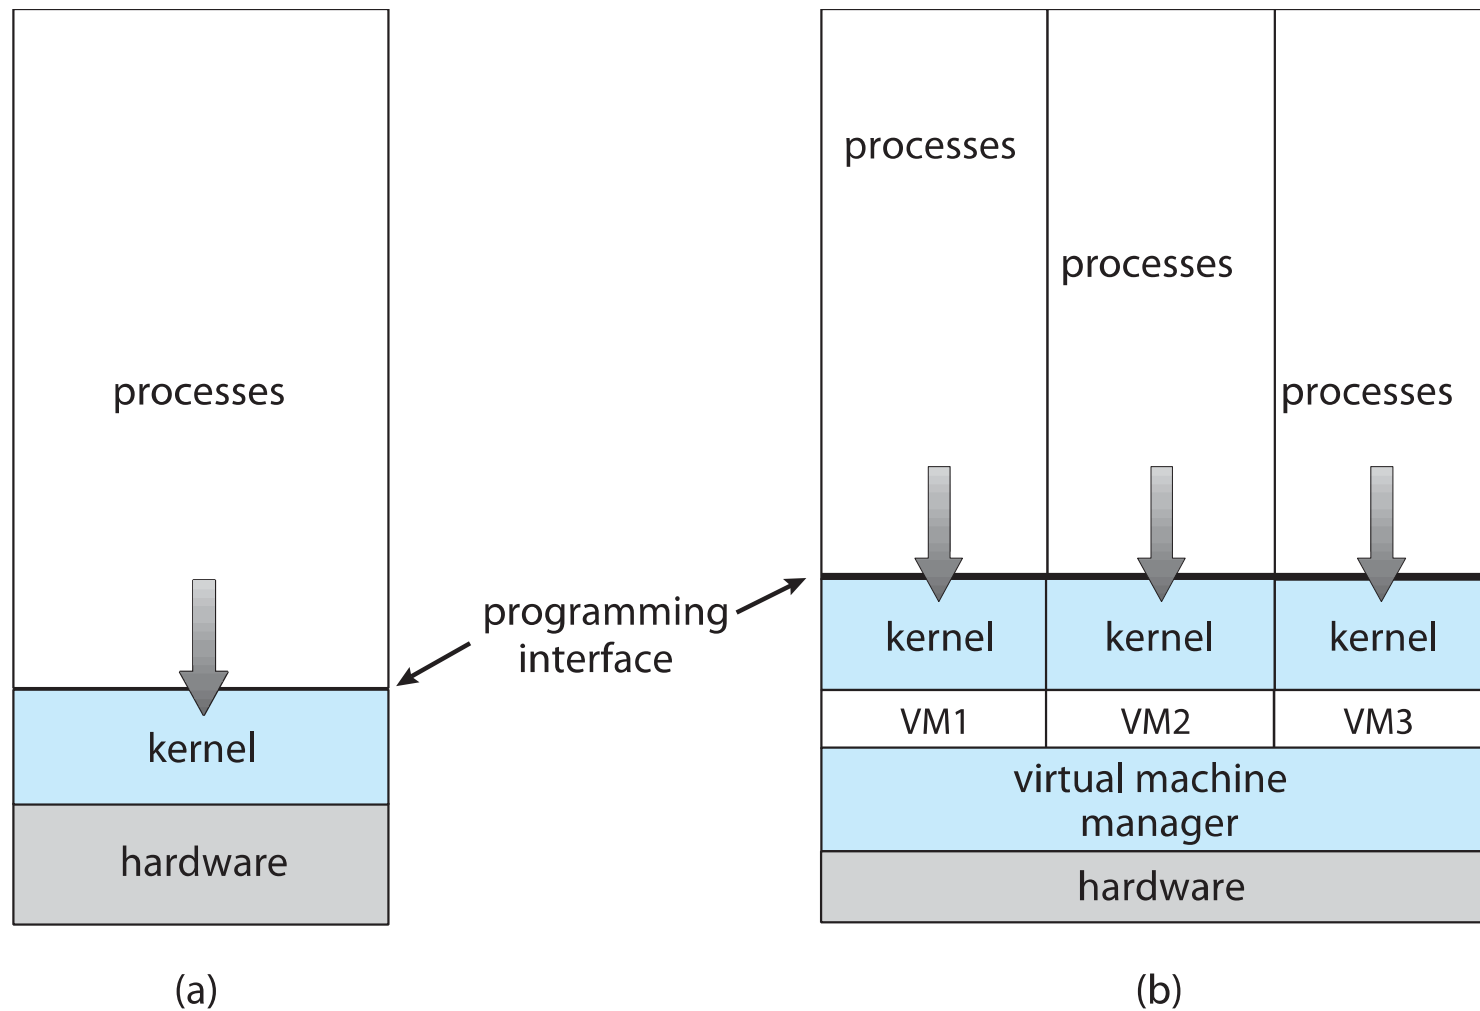 processes
kernel
hardware
(a)
programming
interface
processes
processes
processes
kernel
kernel
kernel
VM1
VM2
VM3
virtual machine
manager
hardware
(b)